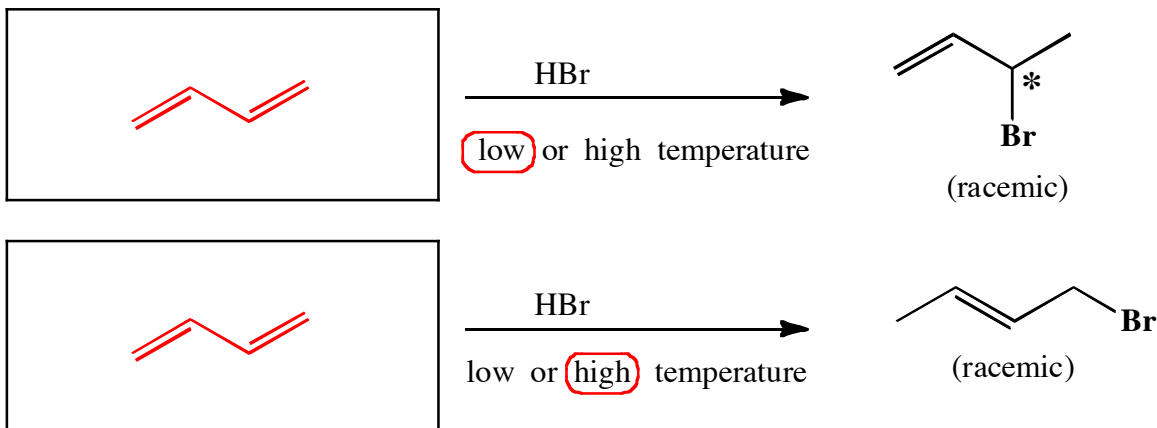 HBr
low or high temperature
*
Br
(racemic)
HBr
low or high temperature
Br
(racemic)